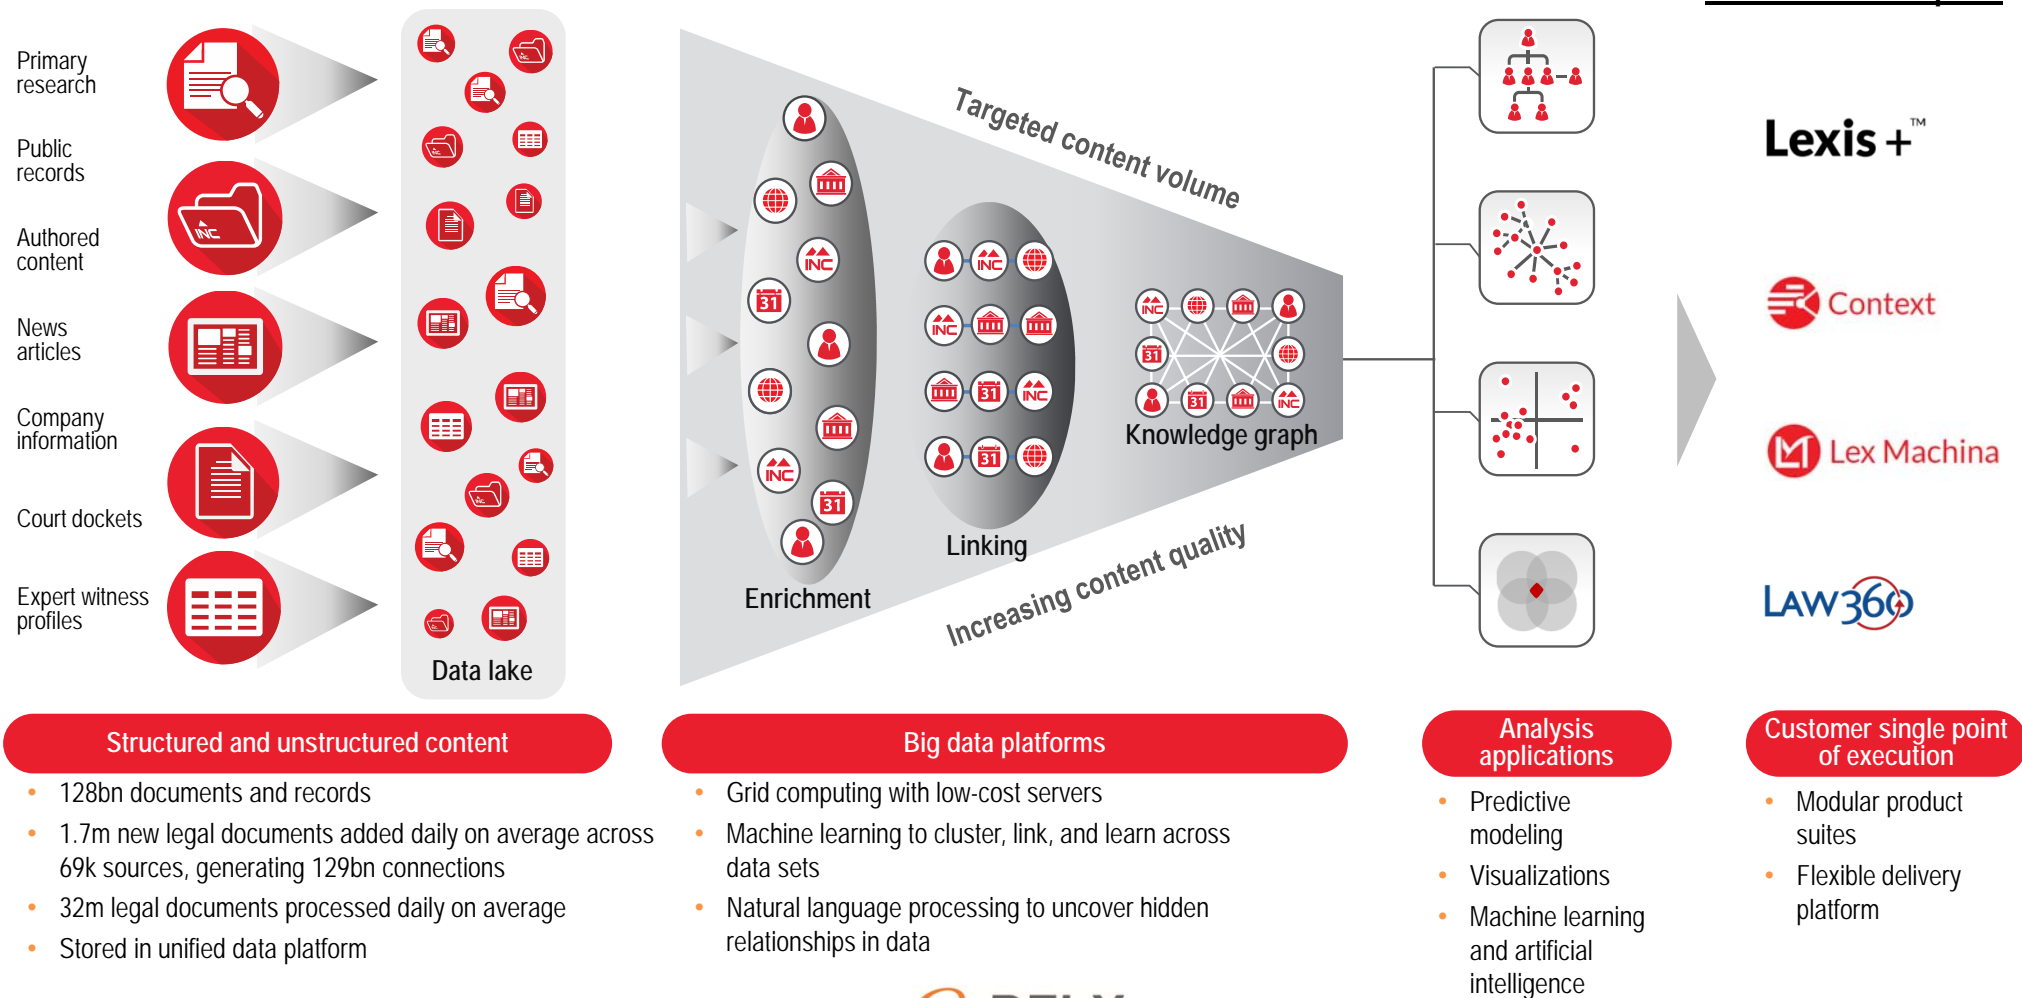 Primary
research
Public
records
Authored
content
News
articles
Company
information
Court dockets
Expert witness
profiles
Data lake
Enrichment
Linking
Knowledge graph
Targeted content volume
Increasing content quality
Lexis +™
Context
Lex Machina
LAW360
Structured and unstructured content
• 128bn documents and records
• 1.7m new legal documents added daily on average across
69k sources, generating 129bn connections
• 32m legal documents processed daily on average
• Stored in unified data platform
Big data platforms
• Grid computing with low-cost servers
• Machine learning to cluster, link, and learn across
data sets
• Natural language processing to uncover hidden
relationships in data
Analysis
applications
• Predictive
modeling
• Visualizations
• Machine learning
and artificial
intelligence
Customer single point
of execution
• Modular product
suites
• Flexible delivery
platform